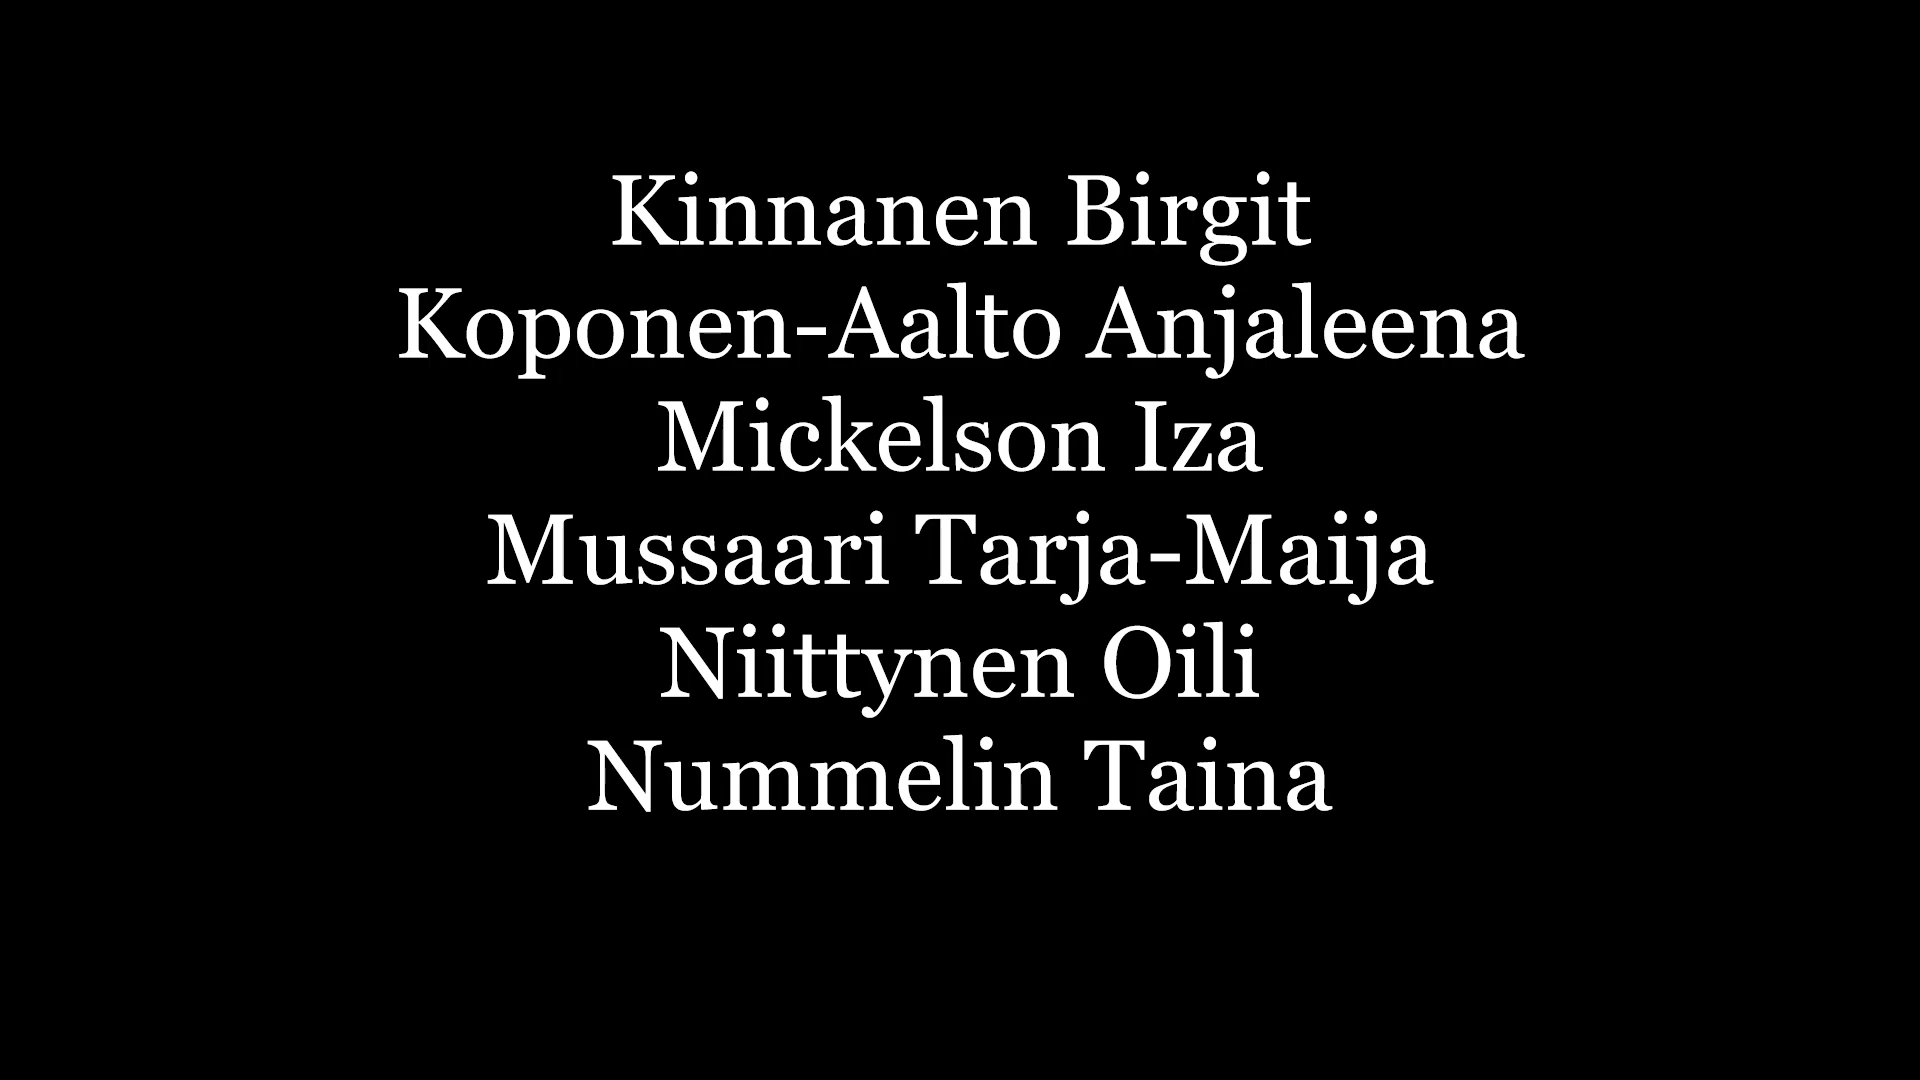 Kinnanen Birgit
Koponen-Aalto Anjaleena
Mickelson Iza
Mussaari Tarja-Maija
Niittynen Oili
Nummelin Taina